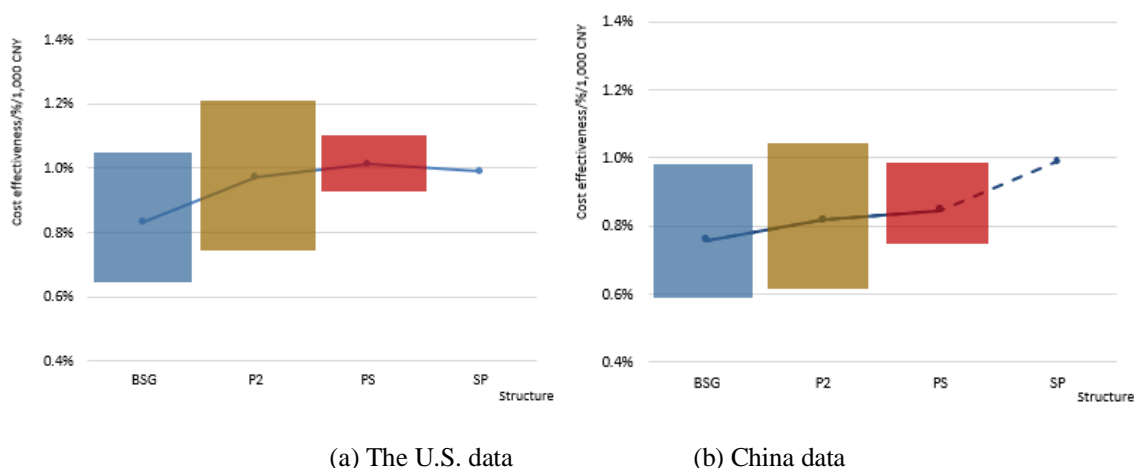 Cost effectiveness/%/1,000 CNY
1.4%
1.2%
1.0%
0.8%
0.6%
0.4%
BSG
P2
PS
SP
Structure
(a) The U.S. data
Cost effectiveness/%/1,000 CNY
1.4%
1.2%
1.0%
0.8%
0.6%
0.4%
BSG
P2
PS
SP
Structure
(b) China data